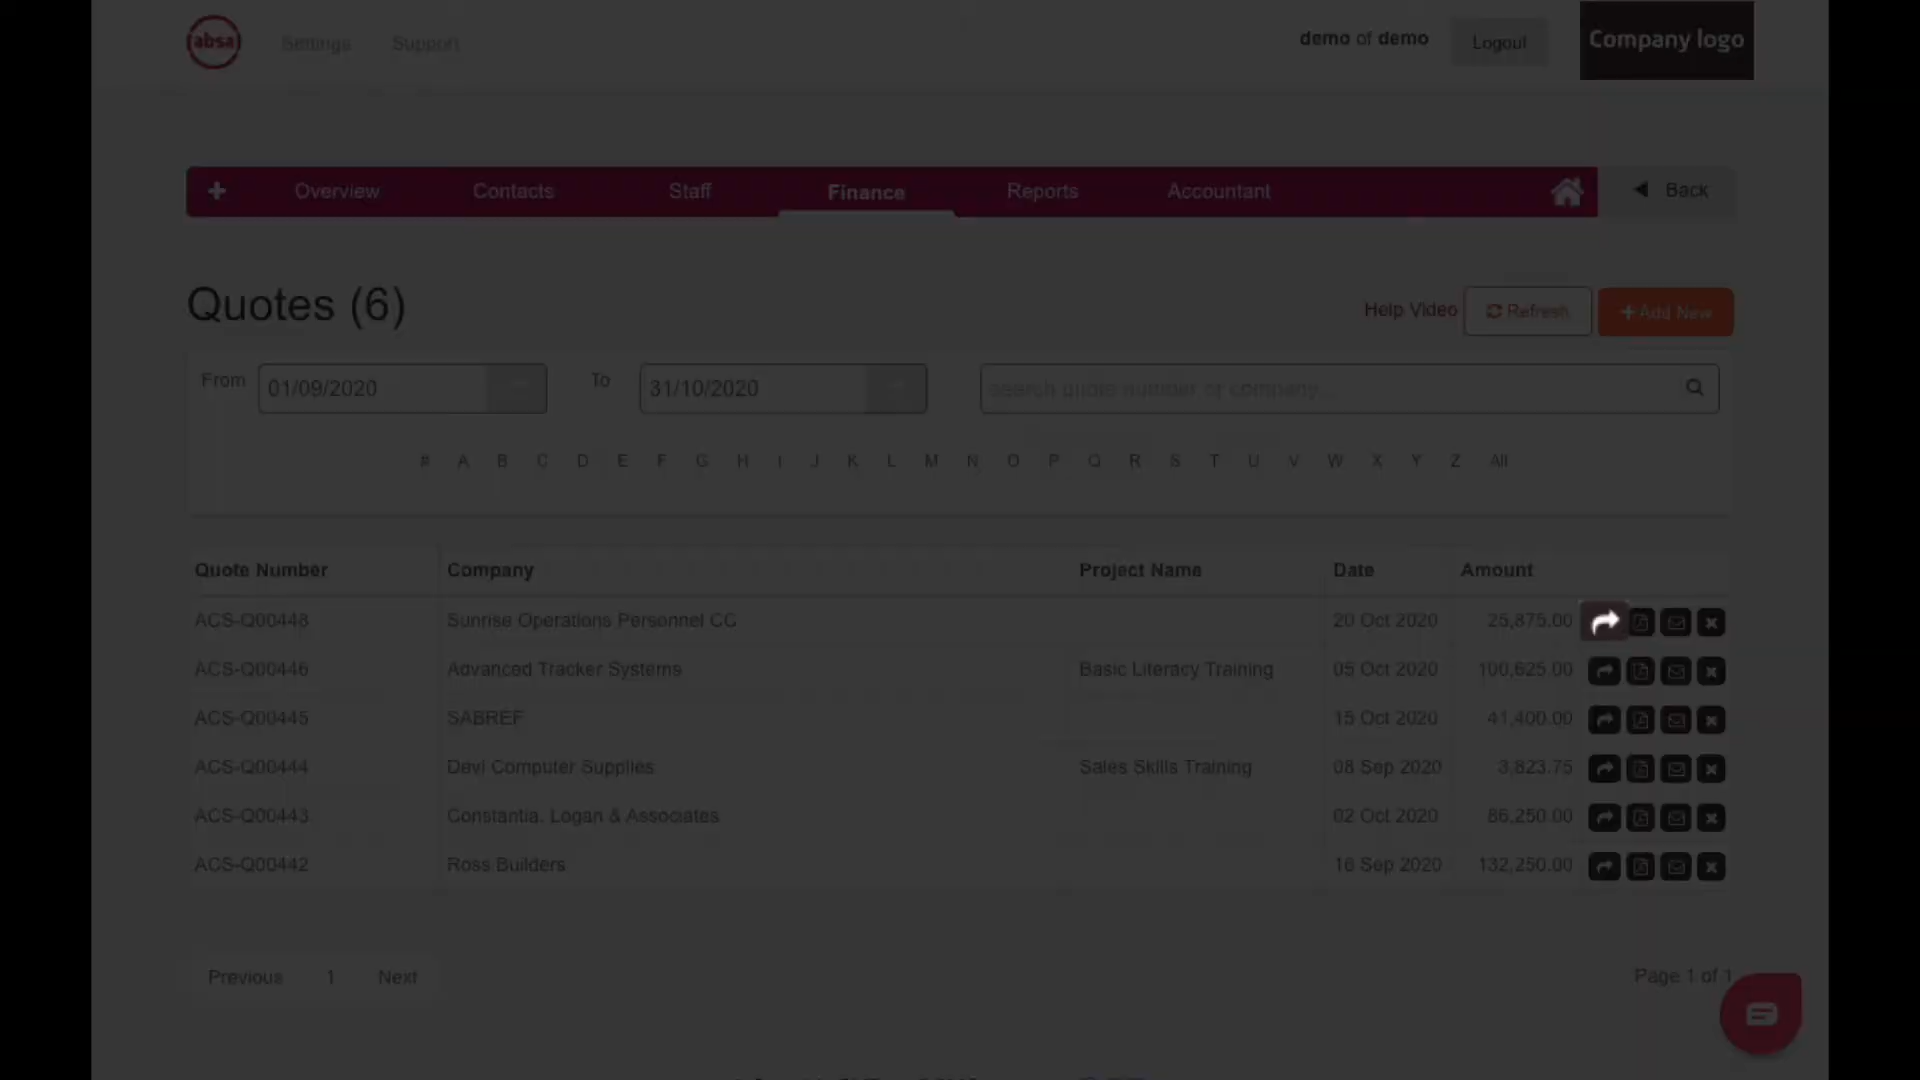 absa
Settings Support demo of demo Logout Company logo
+ Overview Contacts Staff Finance Reports Accountant Back
Quotes (6) Help Video Refresh + Add New
From 01/09/2020 To 31/10/2020 search quote number or company...
# A B C D E F G H I J K L M N O P Q R S T U V W X Y Z All
Quote Number Company Project Name Date Amount
ACS-Q00448 Sunrise Operations Personnel CC 20 Oct 2020 25,875.00
ACS-Q00446 Advanced Tracker Systems Basic Literacy Training 05 Oct 2020 100,625.00
ACS-Q00445 SABREF 15 Oct 2020 41,400.00
ACS-Q00444 Devi Computer Supplies Sales Skills Training 08 Sep 2020 3,823.75
ACS-Q00443 Constantia, Logan & Associates 02 Oct 2020 86,250.00
ACS-Q00442 Ross Builders 16 Sep 2020 132,250.00
Previous 1 Next Page 1 of 1